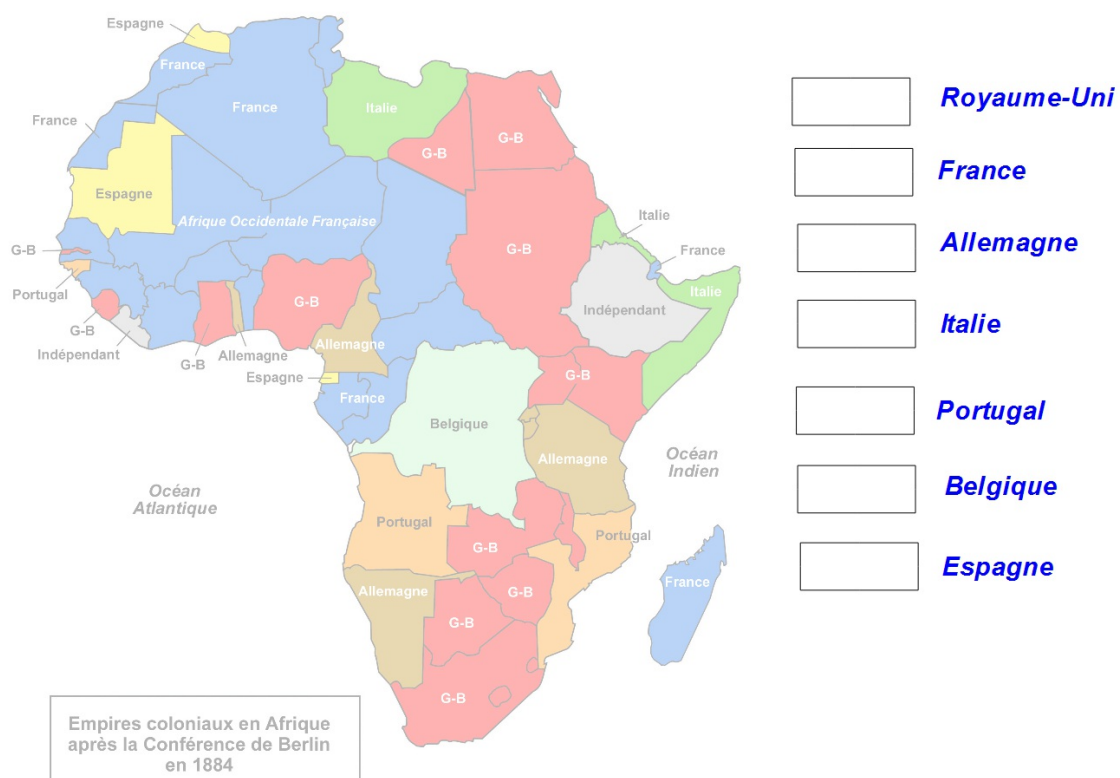 Espagne
France
France
France
Italie
G-B
Espagne
Afrique Occidentale Française
G-B
Italie
France
G-B
Portugal
G-B
Indépendant
Italie
G-B
Indépendant
G-B
Allemagne
Allemagne
Espagne
G-B
France
Belgique
Allemagne
Océan
Indien
Océan
Atlantique
Portugal
Portugal
G-B
G-B
France
Allemagne
G-B
G-B
Empires coloniaux en Afrique
après la Conférence de Berlin
en 1884
Royaume-Uni
France
Allemagne
Italie
Portugal
Belgique
Espagne